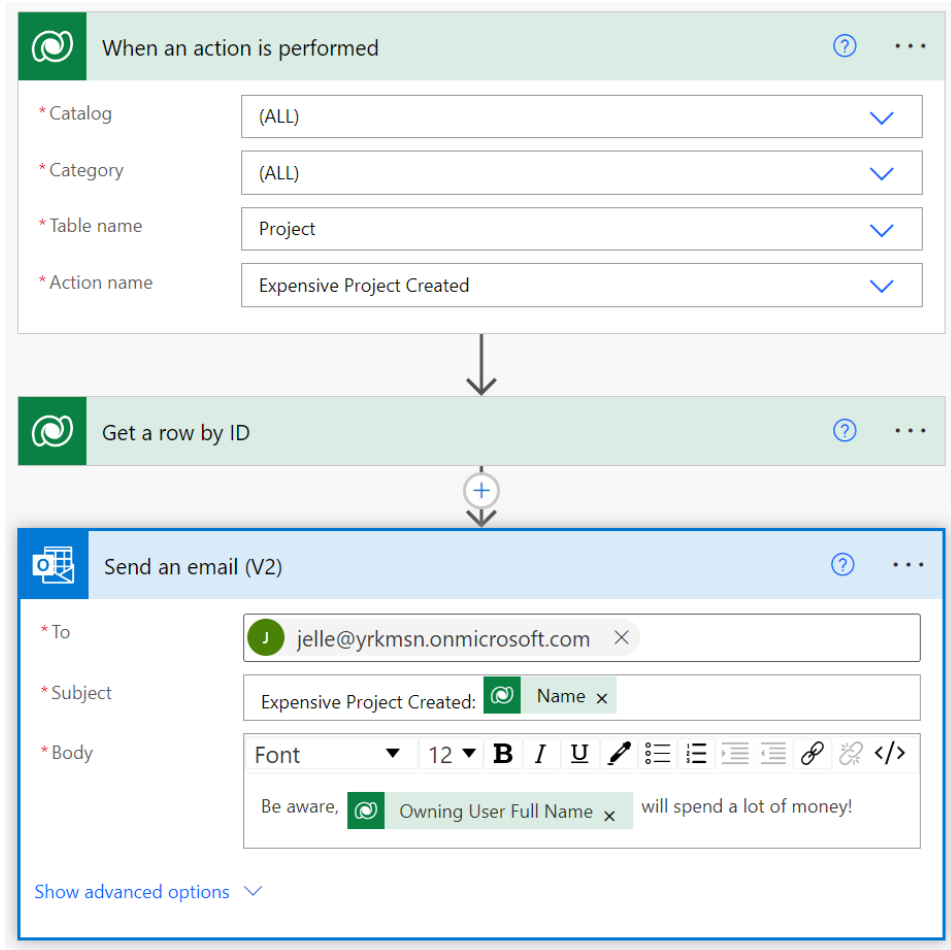 When an action is performed
* Catalog (ALL)
* Category (ALL)
* Table name Project
* Action name Expensive Project Created
Get a row by ID
Send an email (V2)
* To J jelle@yrkmsn.onmicrosoft.com ×
* Subject Expensive Project Created: Name ×
* Body Font 12 B I U </>
Be aware, Owning User Full Name × will spend a lot of money!
Show advanced options